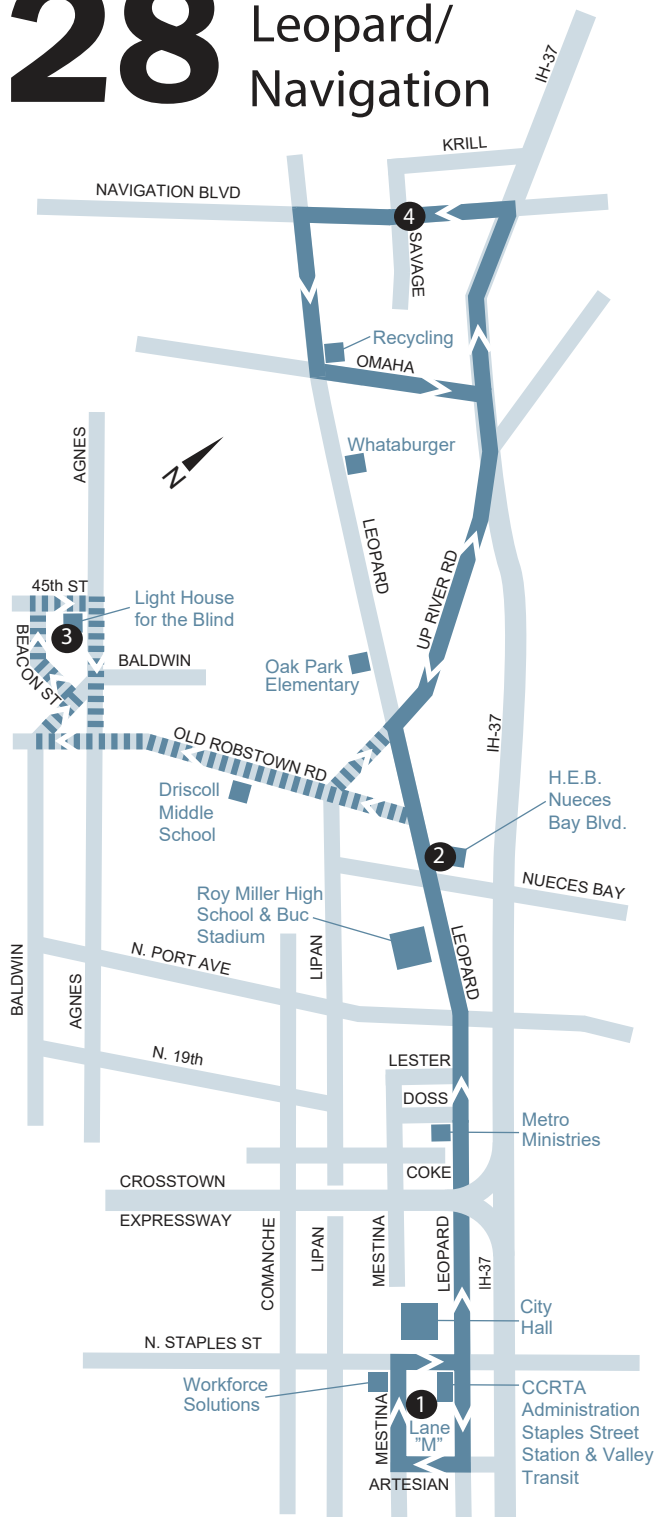 28
Leopard/
Navigation
IH-37
KRILL
NAVIGATION BLVD
4
SAVAGE
Recycling
OMAHA
Whataburger
AGNES
N
LEOPARD
UP RIVER RD
45th ST
Light House
for the Blind
3
BEACON ST
BALDWIN
Oak Park
Elementary
OLD ROBSTOWN RD
IH-37
Driscoll
Middle
School
H.E.B.
Nueces
Bay Blvd.
2
NUECES BAY
Roy Miller High
School & Buc
Stadium
LIPAN
LEOPARD
N. PORT AVE
BALDWIN
AGNES
N. 19th
LESTER
DOSS
Metro
Ministries
COKE
CROSSTOWN
EXPRESSWAY
COMANCHE
LIPAN
MESTINA
LEOPARD
IH-37
City
Hall
N. STAPLES ST
Workforce
Solutions
MESTINA
1
Lane
"M"
CCRTA
Administration
Staples Street
Station & Valley
Transit
ARTESIAN